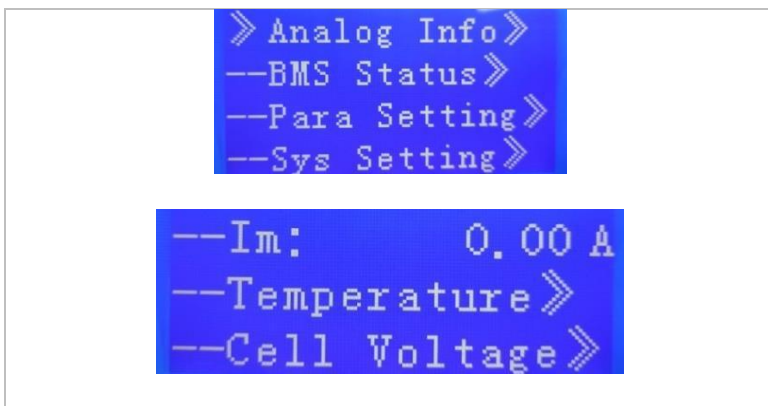 》Analog Info》
--BMS Status》
--Para Setting》
--Sys Setting》
--Im: 0.00 A
--Temperature》
--Cell Voltage》